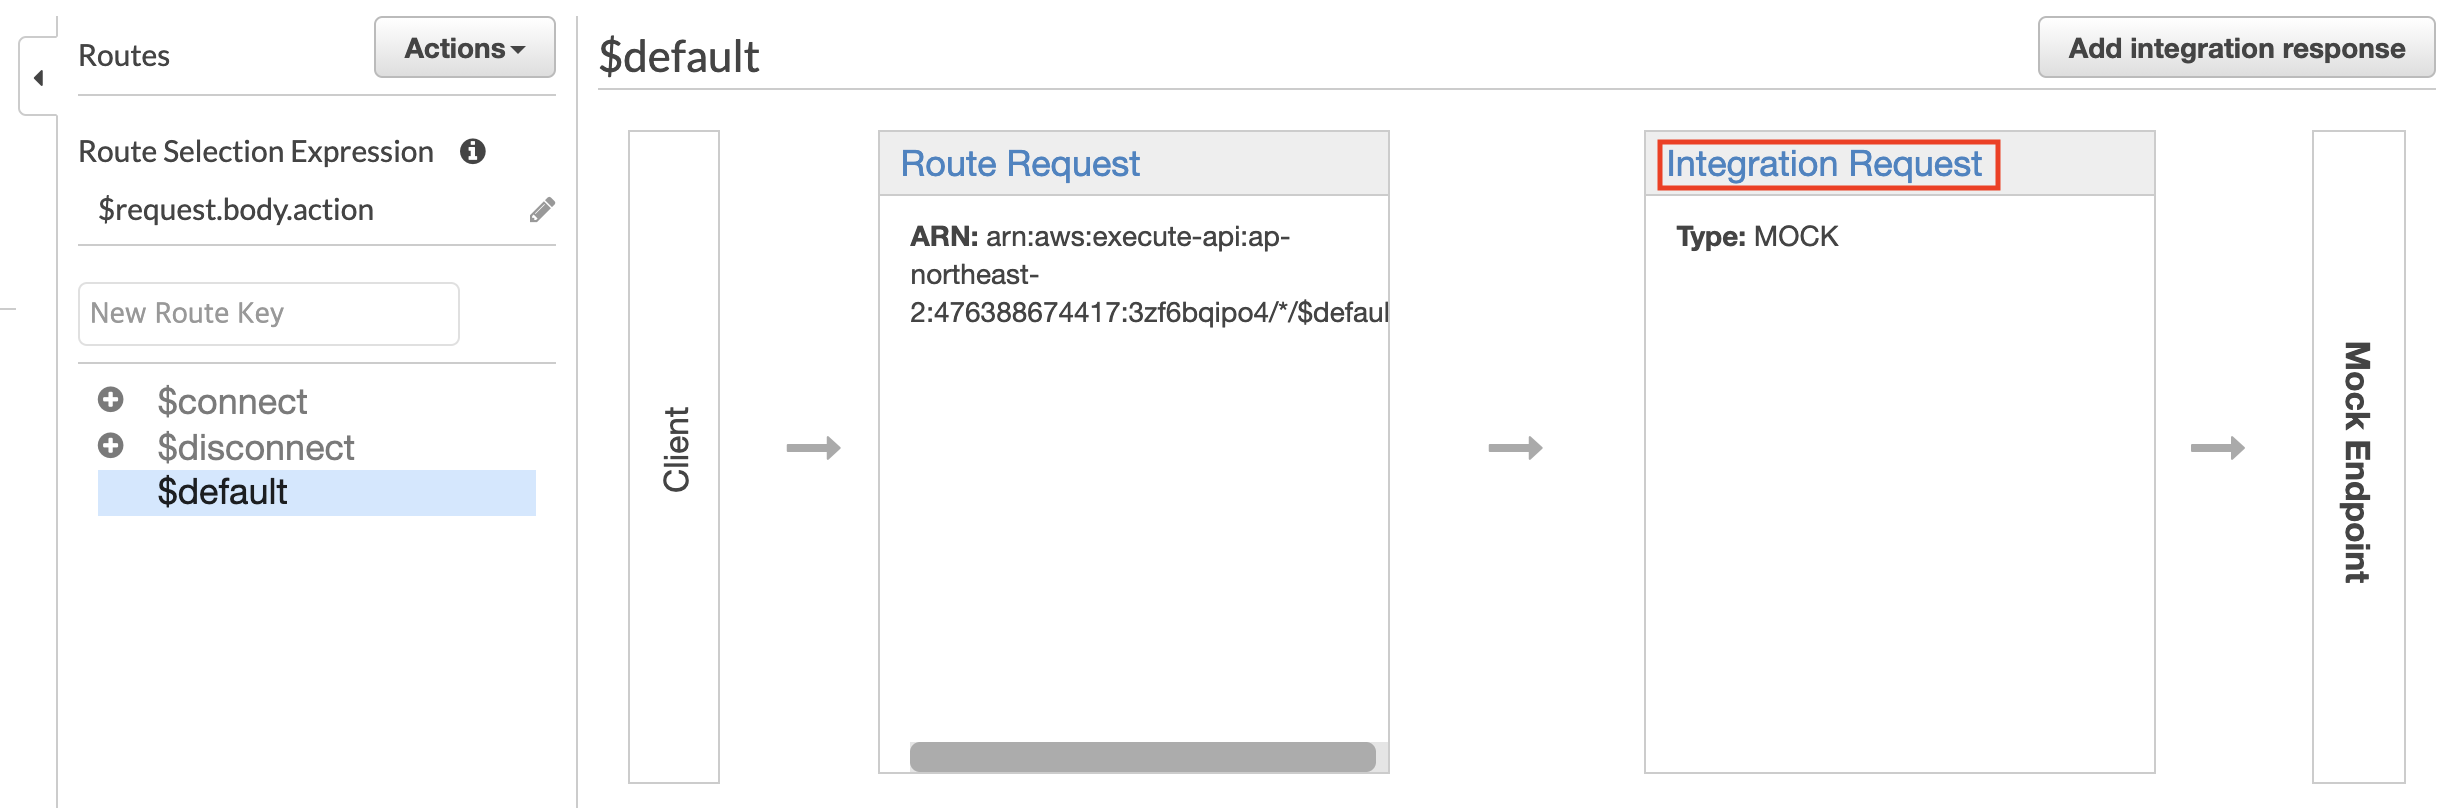 Routes
Actions
Route Selection Expression
$request.body.action
New Route Key
$connect
$disconnect
$default
$default
Add integration response
Client
Route Request
ARN: arn:aws:execute-api:ap-
northeast-
2:476388674417:3zf6bqipo4/*/$defaul
Integration Request
Type: MOCK
Mock Endpoint